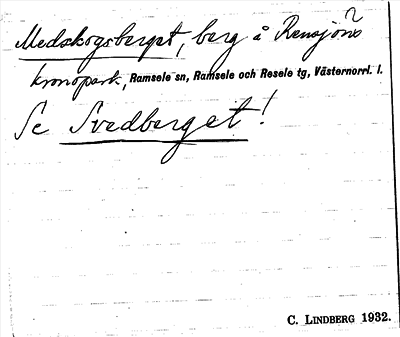 Medskogsberget, berg å Rensjöns
kronopark, Ramsele sn, Ramsele och Resele tg, Västernorrl. l.
Se Svedberget!
C. LINDBERG 1932.